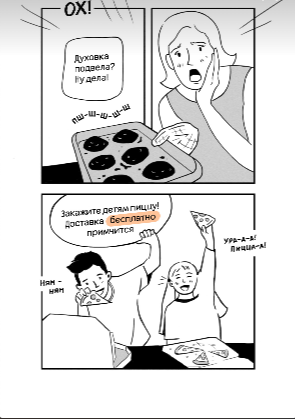 ОХ!
Духовка
подвела?
Ну дела!
ПШ-Ш-Ш-Ш-Ш
Закажите детям пиццу!
Доставка бесплатно
примчится
УРА-А-А!
ПИЦЦА-А!
НЯМ -
НЯМ